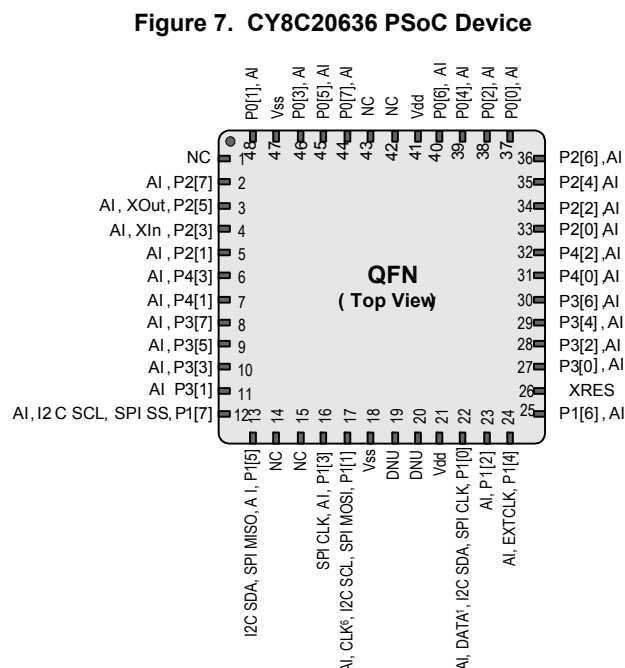 Figure 7. CY8C20636 PSoC Device
P0[1], AI
Vss
P0[3], AI
P0[5], AI
P0[7], AI
NC
NC
Vdd
P0[6], AI
P0[4], AI
P0[2], AI
P0[0], AI
48
47
46
45
44
43
42
41
40
39
38
37
NC 1
AI, P2[7] 2
AI, XOut, P2[5] 3
AI, XIn, P2[3] 4
AI, P2[1] 5
AI, P4[3] 6
AI, P4[1] 7
AI, P3[7] 8
AI, P3[5] 9
AI, P3[3] 10
AI P3[1] 11
AI, I2 C SCL, SPI SS, P1[7] 12
QFN
( Top View)
36 P2[6], AI
35 P2[4], AI
34 P2[2], AI
33 P2[0], AI
32 P4[2], AI
31 P4[0], AI
30 P3[6], AI
29 P3[4], AI
28 P3[2], AI
27 P3[0], AI
26 XRES
25 P1[6], AI
13
14
15
16
17
18
19
20
21
22
23
24
I2C SDA, SPI MISO, A I, P1[5]
NC
NC
SPI CLK, AI, P1[3]
AI, CLK⁶, I2C SCL, SPI MOSI, P1[1]
Vss
DNU
DNU
Vdd
AI, DATA¹, I2C SDA, SPI CLK, P1[0]
AI, P1[2]
AI, EXTCLK, P1[4]